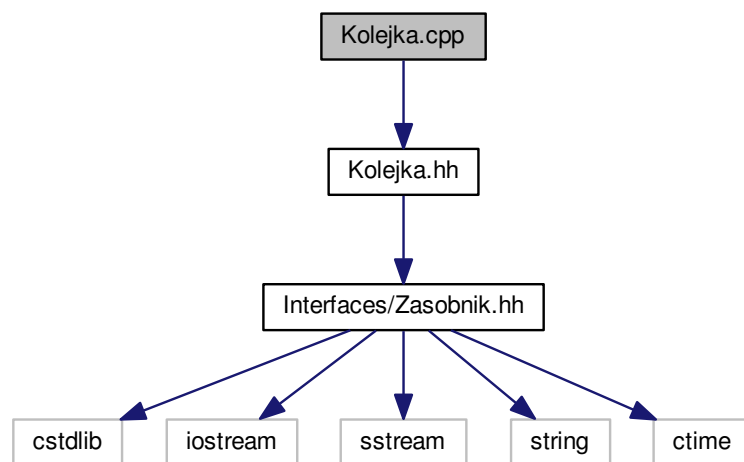 Kolejka.cpp
Kolejka.hh
Interfaces/Zasobnik.hh
cstdlib
iostream
sstream
string
ctime